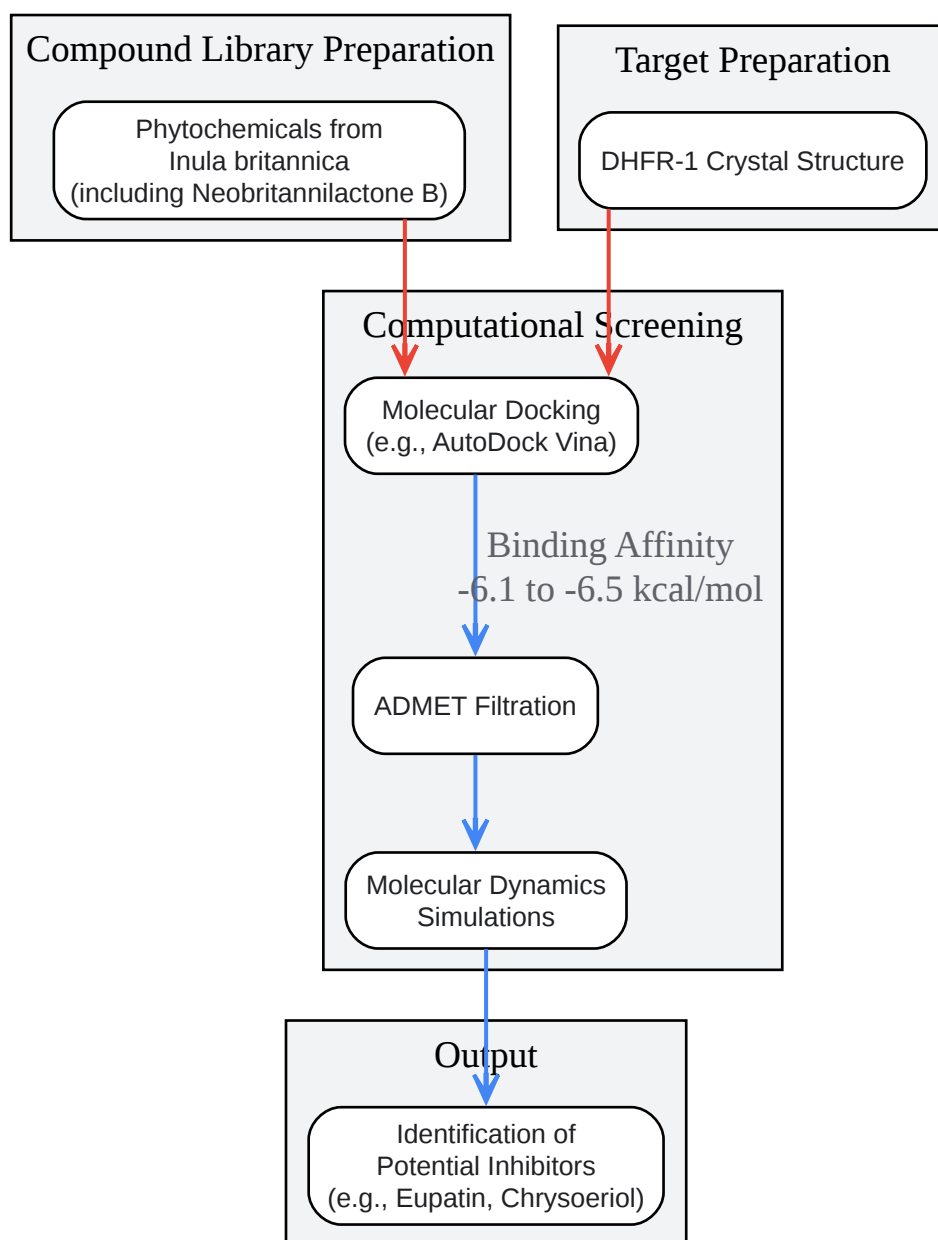 Compound Library Preparation
Phytochemicals from
Inula britannica
(including Neobritannilactone B)
Target Preparation
DHFR-1 Crystal Structure
Computational Screening
Molecular Docking
(e.g., AutoDock Vina)
Binding Affinity
-6.1 to -6.5 kcal/mol
ADMET Filtration
Molecular Dynamics
Simulations
Output
Identification of
Potential Inhibitors
(e.g., Eupatin, Chrysoeriol)